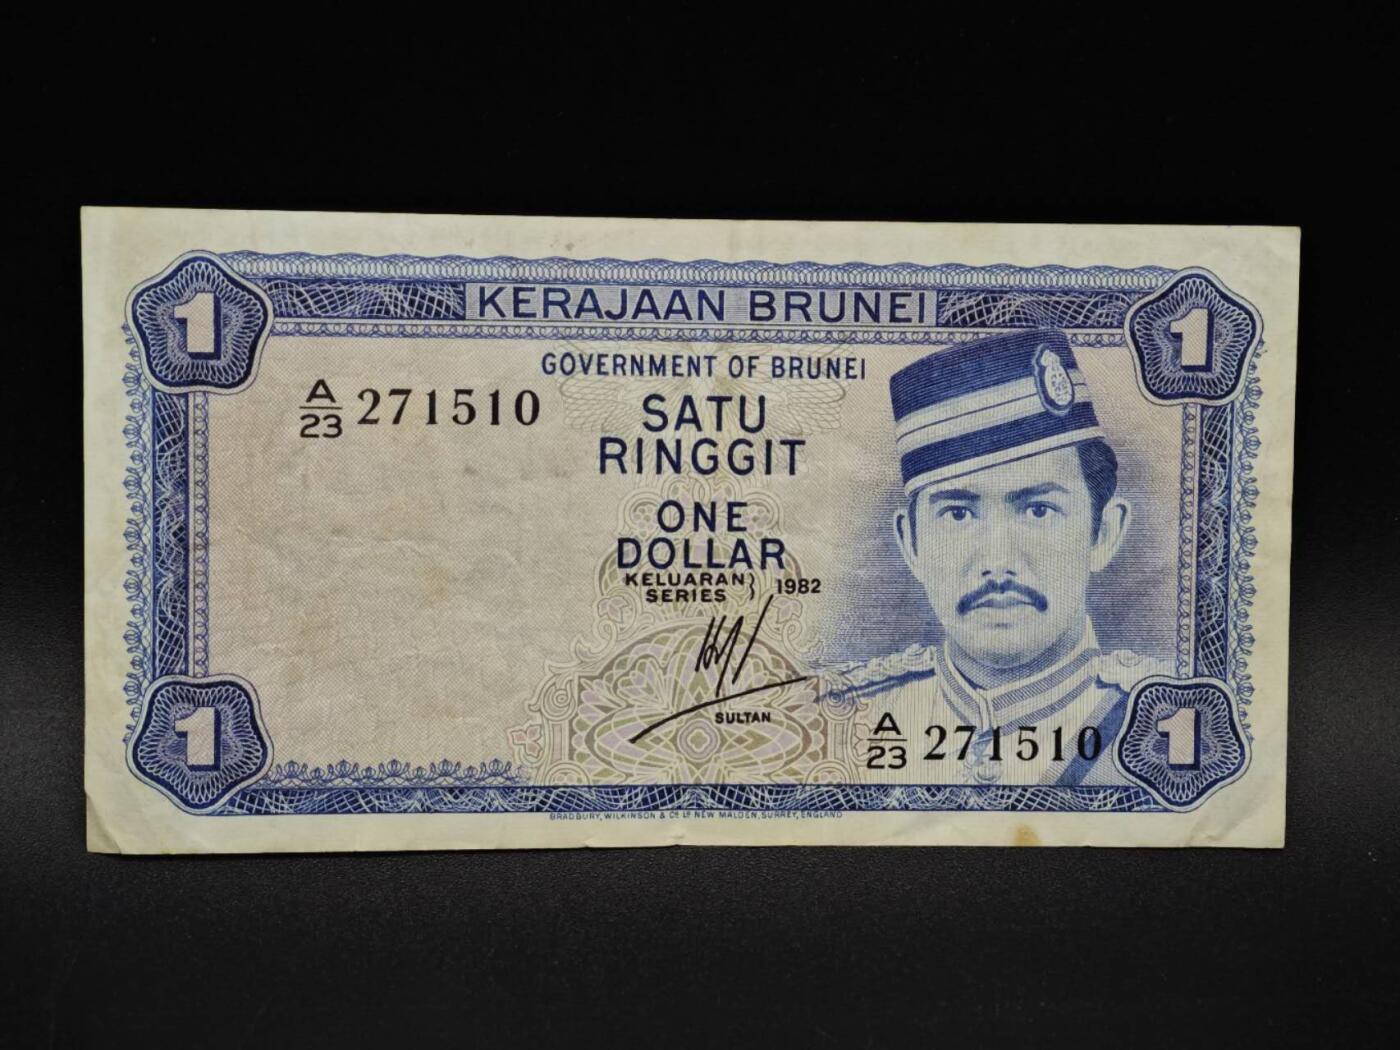 1
1
KERAJAAN BRUNEI
GOVERNMENT OF BRUNEI
A/23 271510
SATU
RINGGIT
ONE
DOLLAR
KELUARAN
SERIES } 1982
SULTAN
A/23 271510
1
1
BRADBURY, WILKINSON & Co. Ld. NEW MALDEN, SURREY, ENGLAND